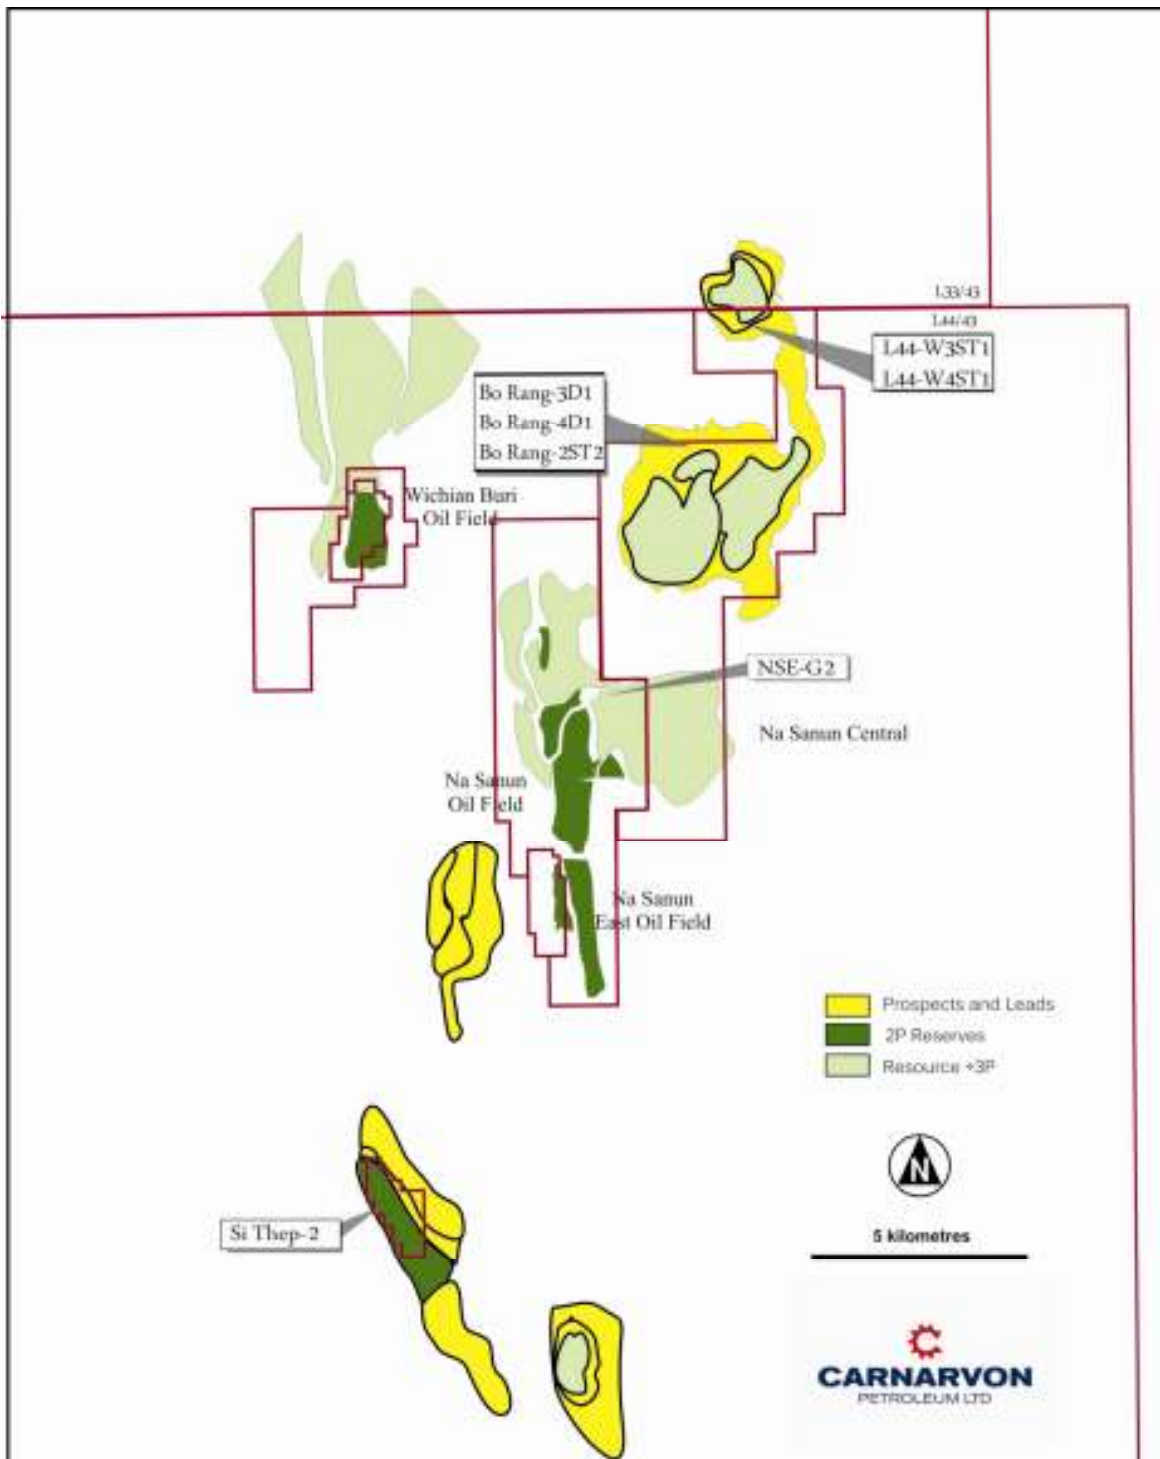 L33/43
L44/43
L44-W3ST1
L44-W4ST1
Bo Rang-3D1
Bo Rang-4D1
Bo Rang-2ST2
Wichian Buri
Oil Field
NSE-G2
Na Sanun Central
Na Sanun
Oil Field
Na Sanun
East Oil Field
Prospects and Leads
2P Reserves
Resource +3P
N
5 kilometres
Si Thep-2
CARNARVON
PETROLEUM LTD